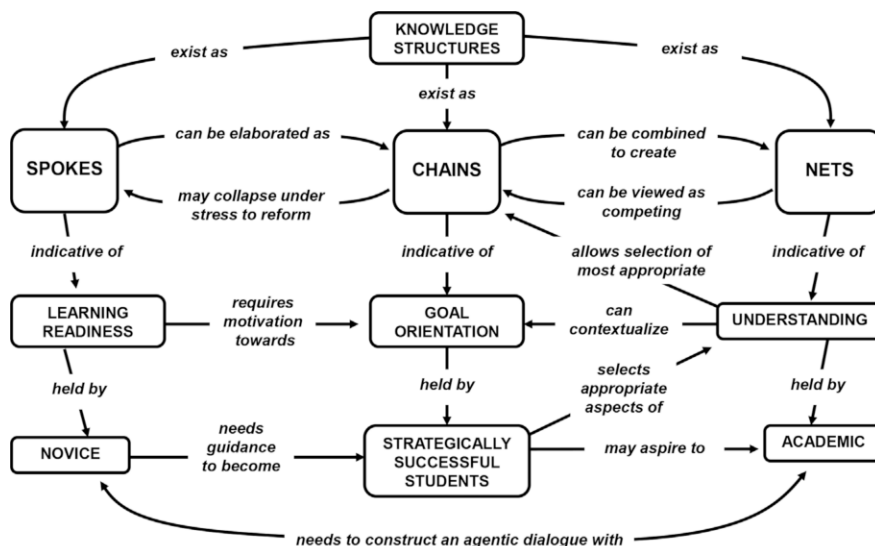 KNOWLEDGE
STRUCTURES
exist as
exist as
exist as
SPOKES
can be elaborated as
CHAINS
can be combined
to create
NETS
may collapse under
stress to reform
can be viewed as
competing
indicative of
indicative of
allows selection of
most appropriate
indicative of
LEARNING
READINESS
requires
motivation
towards
GOAL
ORIENTATION
can
contextualize
UNDERSTANDING
held by
held by
selects
appropriate
aspects of
held by
NOVICE
needs
guidance
to become
STRATEGICALLY
SUCCESSFUL
STUDENTS
may aspire to
ACADEMIC
needs to construct an agentic dialogue with